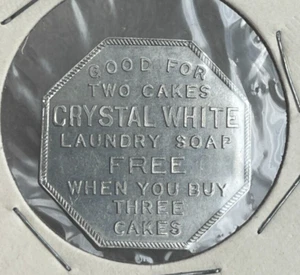 GOOD FOR
TWO CAKES
CRYSTAL WHITE
LAUNDRY SOAP
FREE
WHEN YOU BUY
THREE
CAKES